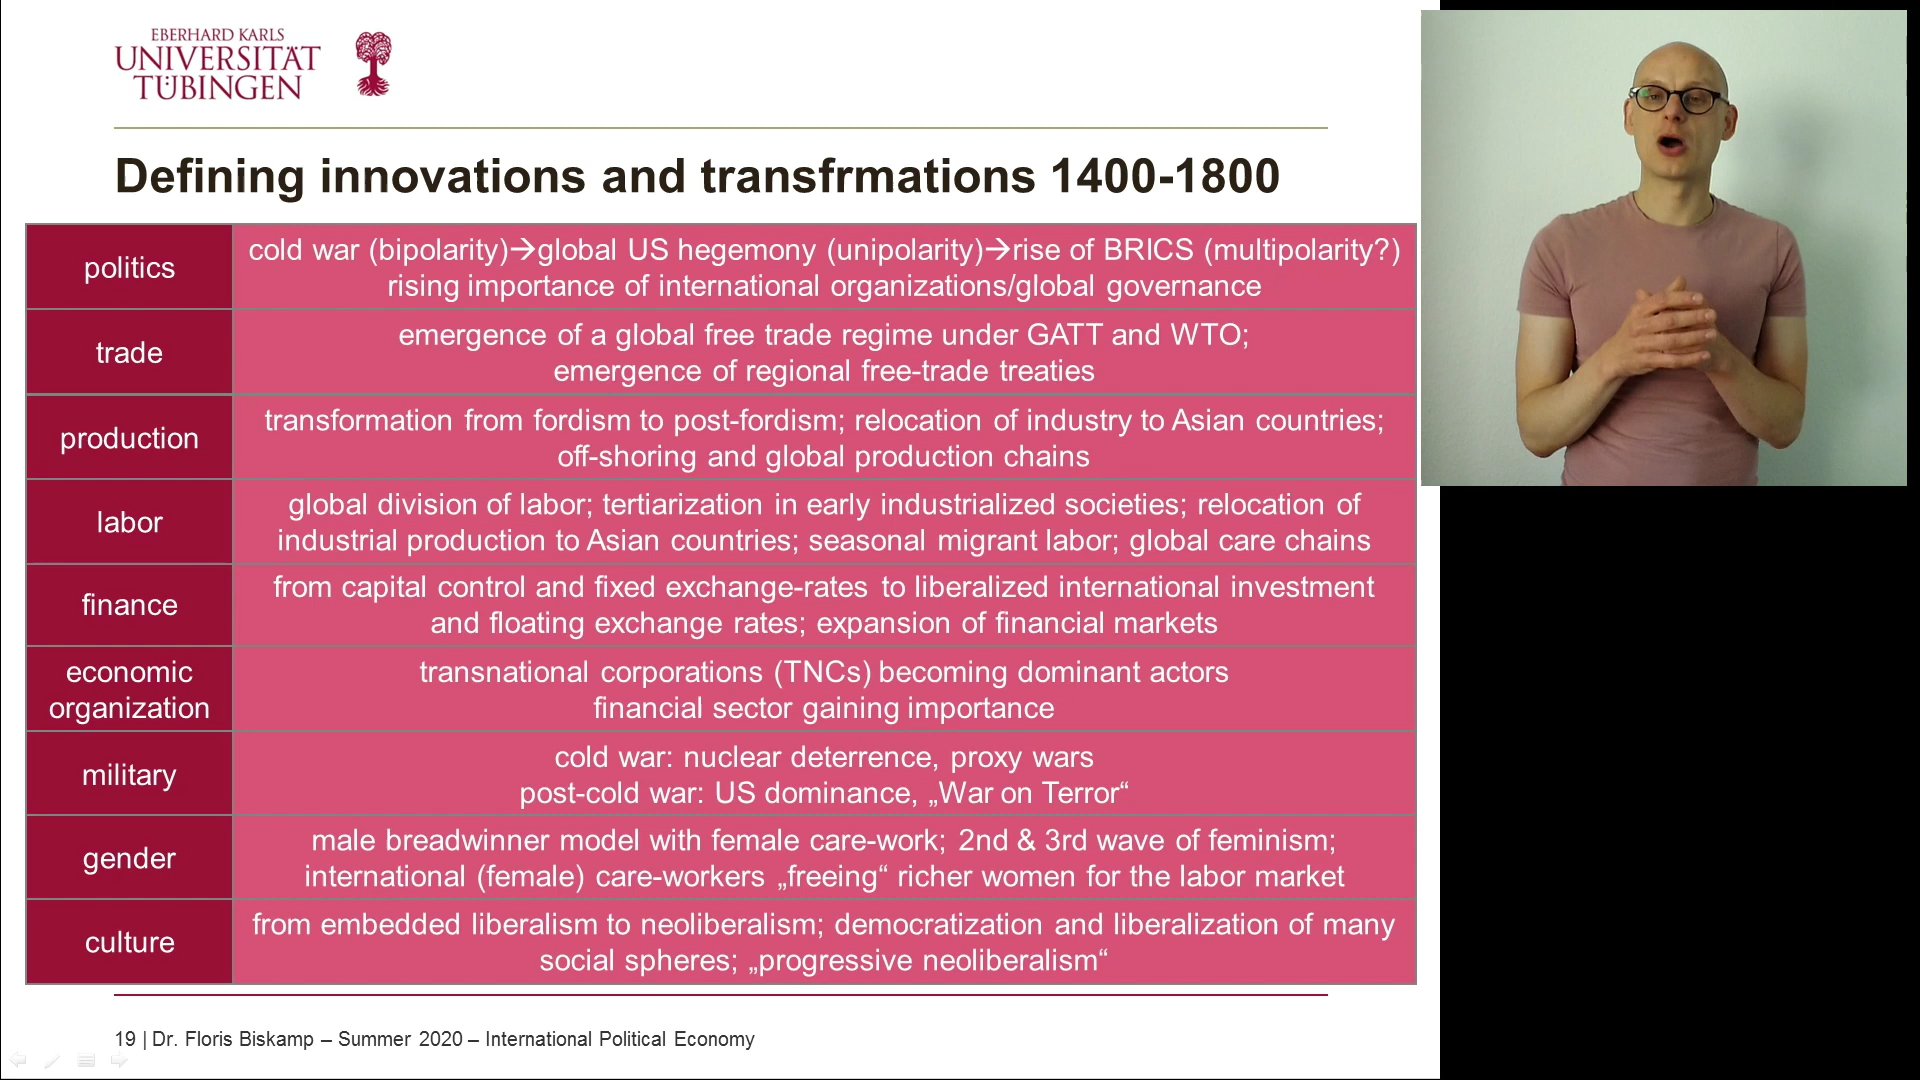 EBERHARD KARLS
UNIVERSITÄT
TÜBINGEN
Defining innovations and transfrmations 1400-1800
politics
cold war (bipolarity)→global US hegemony (unipolarity)→rise of BRICS (multipolarity?)
rising importance of international organizations/global governance
trade
emergence of a global free trade regime under GATT and WTO;
emergence of regional free-trade treaties
production
transformation from fordism to post-fordism; relocation of industry to Asian countries;
off-shoring and global production chains
labor
global division of labor; tertiarization in early industrialized societies; relocation of
industrial production to Asian countries; seasonal migrant labor; global care chains
finance
from capital control and fixed exchange-rates to liberalized international investment
and floating exchange rates; expansion of financial markets
economic
organization
transnational corporations (TNCs) becoming dominant actors
financial sector gaining importance
military
cold war: nuclear deterrence, proxy wars
post-cold war: US dominance, „War on Terror“
gender
male breadwinner model with female care-work; 2nd & 3rd wave of feminism;
international (female) care-workers „freeing“ richer women for the labor market
culture
from embedded liberalism to neoliberalism; democratization and liberalization of many
social spheres; „progressive neoliberalism“
19 | Dr. Floris Biskamp – Summer 2020 – International Political Economy